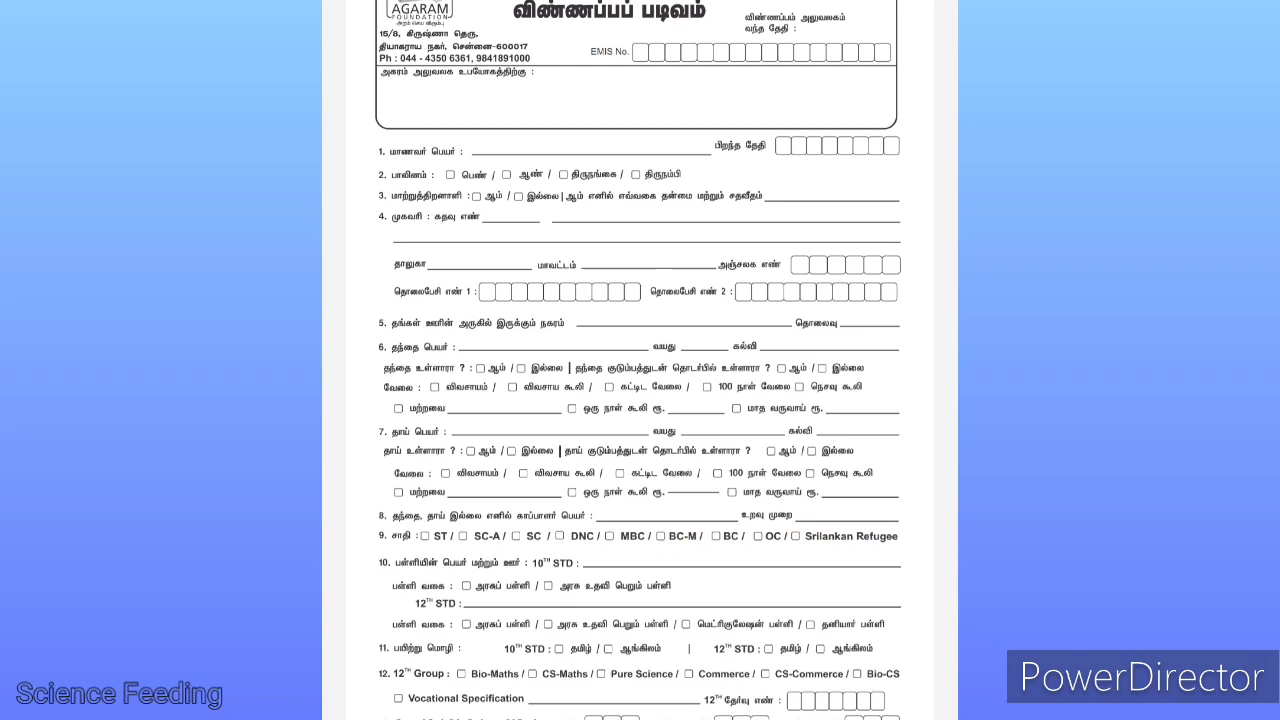 AGARAM
FOUNDATION
விண்ணப்பப் படிவம்
விண்ணப்பம் அலுவலகம்
வந்த தேதி :
15/8, கிருஷ்ணா தெரு,
தியாகராய நகர், சென்னை-600017
Ph : 044 - 4350 6361, 9841891000
EMIS No.
அகரம் அலுவலக உபயோகத்திற்கு :
1. மாணவர் பெயர் : பிறந்த தேதி
2. பாலினம் : பெண் / ஆண் / திருநங்கை / திருநம்பி
3. மாற்றுத்திறனாளி : ஆம் / இல்லை | ஆம் எனில் எவ்வகை தன்மை மற்றும் சதவீதம்
4. முகவரி : கதவு எண்
தாலுகா மாவட்டம் அஞ்சலக எண்
தொலைபேசி எண் 1 : தொலைபேசி எண் 2 :
5. தங்கள் ஊரின் அருகில் இருக்கும் நகரம் தொலைவு
6. தந்தை பெயர் : வயது கல்வி
தந்தை உள்ளாரா ? : ஆம் / இல்லை | தந்தை குடும்பத்துடன் தொடர்பில் உள்ளாரா ? ஆம் / இல்லை
வேலை : விவசாயம் / விவசாய கூலி / கட்டிட வேலை / 100 நாள் வேலை நெசவு கூலி
மற்றவை ஒரு நாள் கூலி ரூ. மாத வருவாய் ரூ.
7. தாய் பெயர் : வயது கல்வி
தாய் உள்ளாரா ? : ஆம் / இல்லை | தாய் குடும்பத்துடன் தொடர்பில் உள்ளாரா ? ஆம் / இல்லை
வேலை : விவசாயம் / விவசாய கூலி / கட்டிட வேலை / 100 நாள் வேலை நெசவு கூலி
மற்றவை ஒரு நாள் கூலி ரூ. மாத வருவாய் ரூ.
8. தந்தை, தாய் இல்லை எனில் காப்பாளர் பெயர் : உறவு முறை
9. சாதி : ST / SC-A / SC / DNC / MBC / BC-M / BC / OC / Srilankan Refugee
10. பள்ளியின் பெயர் மற்றும் ஊர் : 10TH STD :
பள்ளி வகை : அரசுப் பள்ளி / அரசு உதவி பெறும் பள்ளி
12TH STD :
பள்ளி வகை : அரசுப் பள்ளி / அரசு உதவி பெறும் பள்ளி / மெட்ரிகுலேஷன் பள்ளி / தனியார் பள்ளி
11. பயிற்று மொழி : 10TH STD : தமிழ் / ஆங்கிலம் | 12TH STD : தமிழ் / ஆங்கிலம்
12. 12TH Group : Bio-Maths / CS-Maths / Pure Science / Commerce / CS-Commerce / Bio-CS
Vocational Specification 12TH தேர்வு எண் :
Science Feeding
PowerDirector